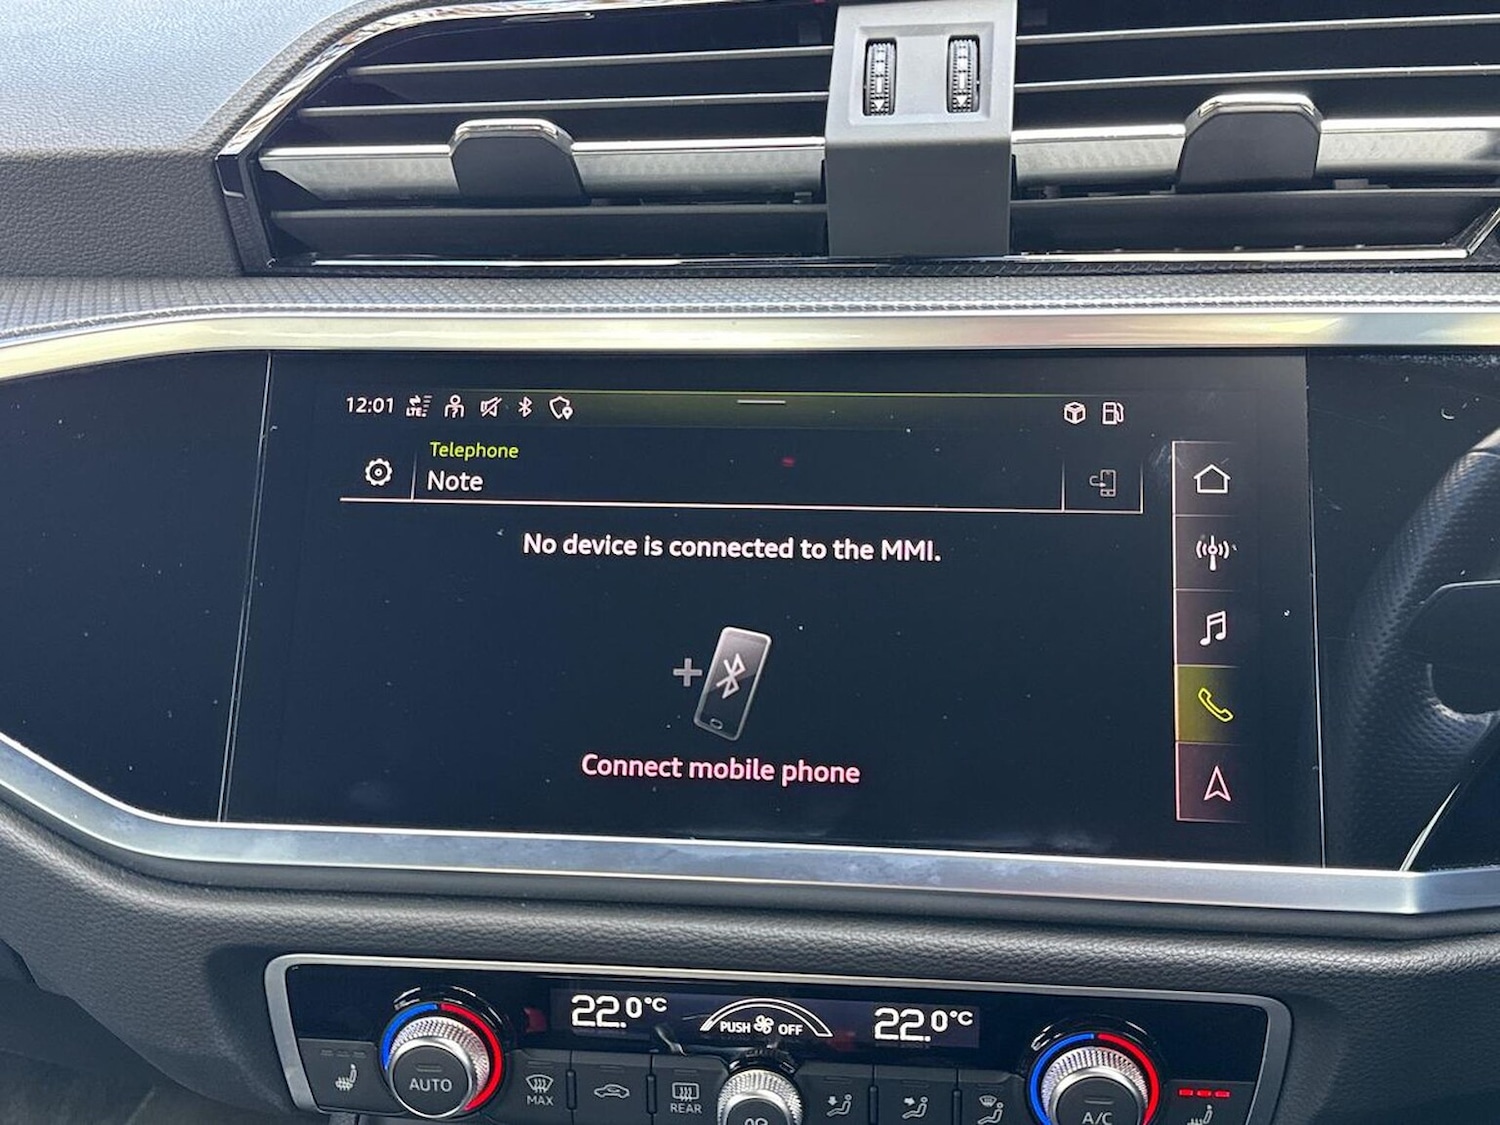 12:01 LTE
Telephone
Note
No device is connected to the MMI.
Connect mobile phone
22.0°C PUSH OFF 22.0°C
AUTO MAX REAR A/C